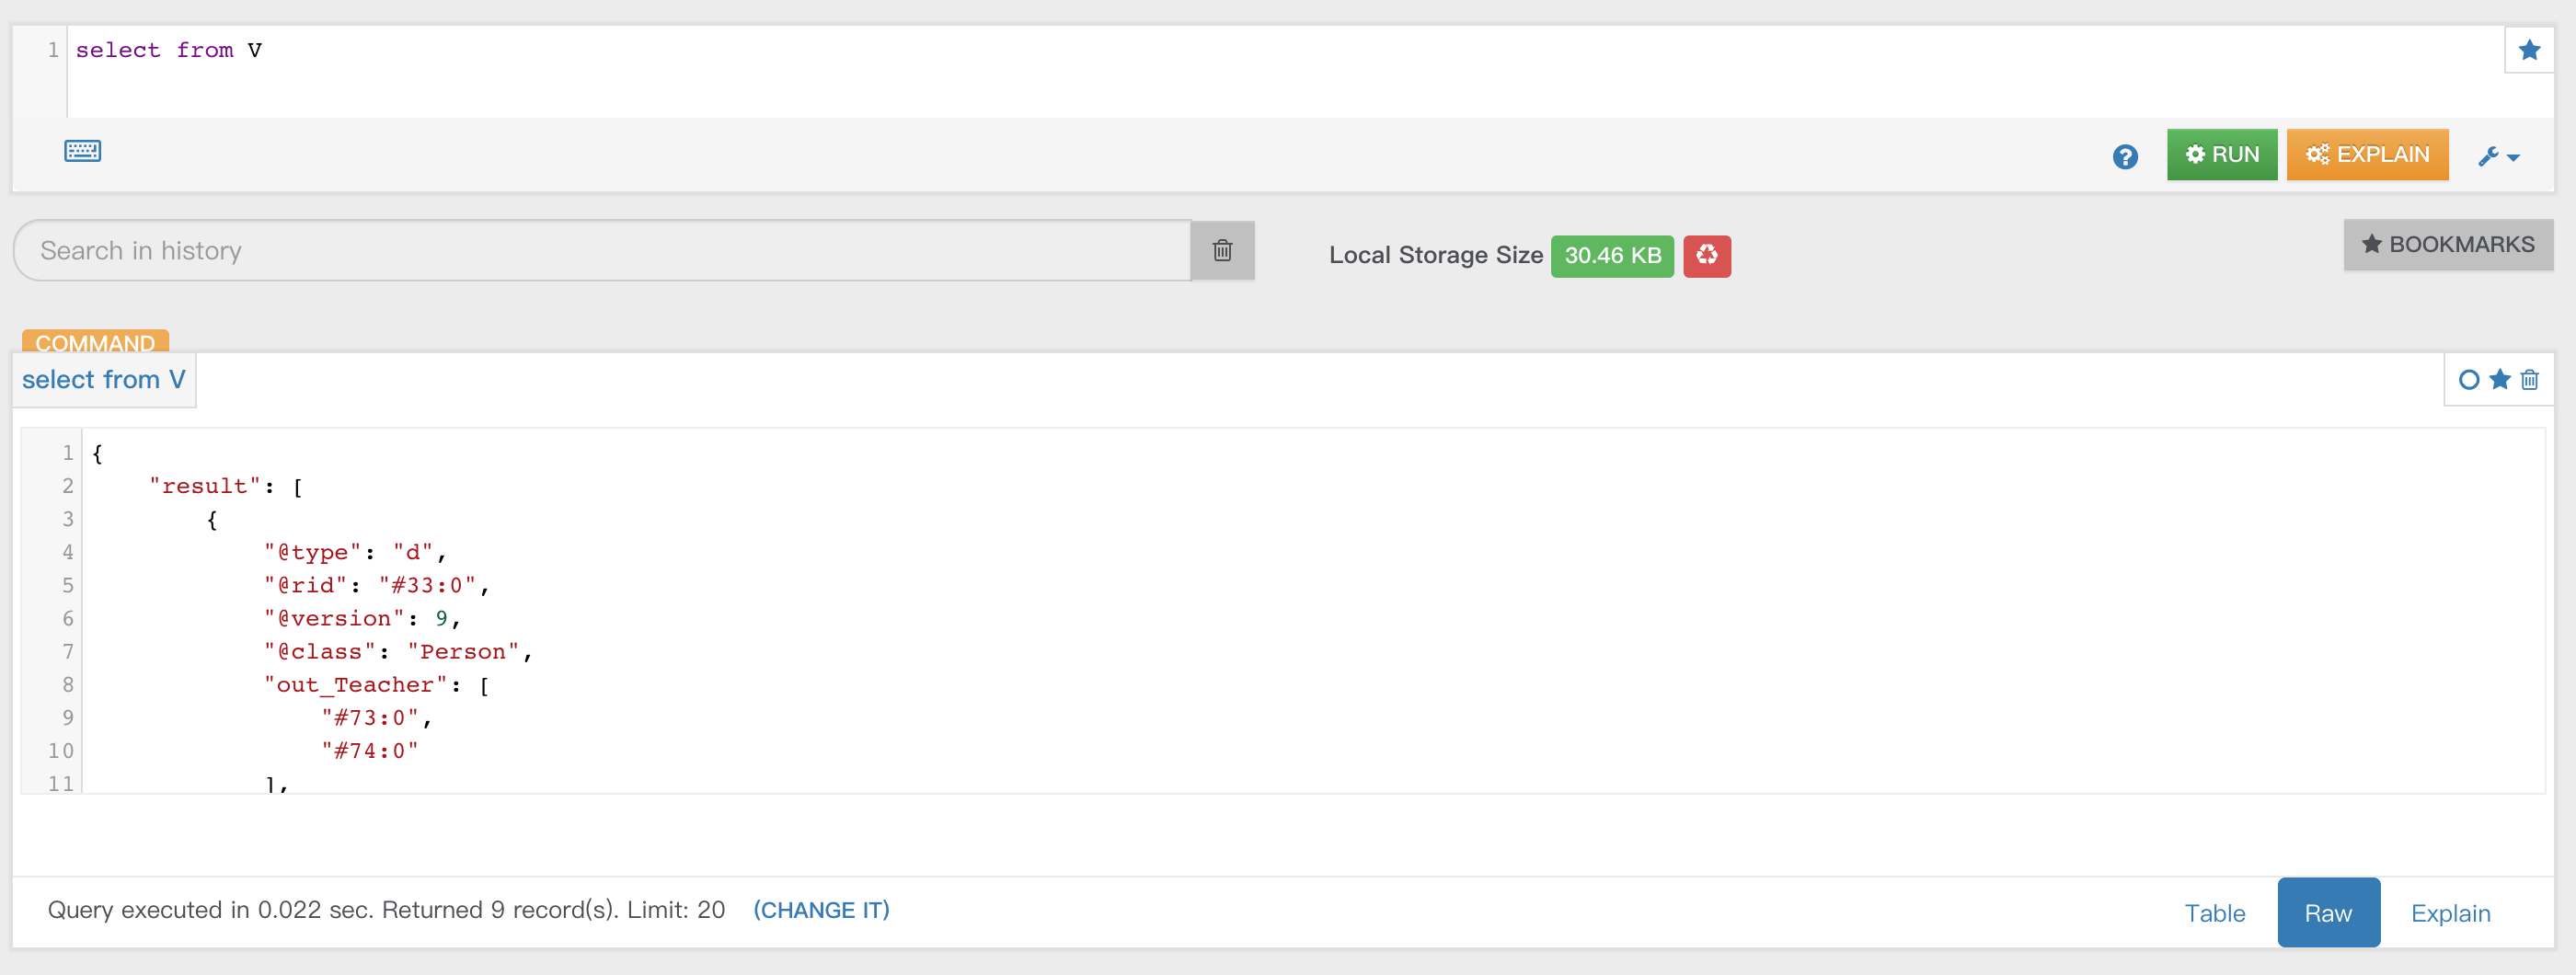 1 select from V
RUN
EXPLAIN
Search in history
Local Storage Size 30.46 KB
BOOKMARKS
COMMAND
select from V
1 {
2 "result": [
3 {
4 "@type": "d",
5 "@rid": "#33:0",
6 "@version": 9,
7 "@class": "Person",
8 "out_Teacher": [
9 "#73:0",
10 "#74:0"
11 ],
Query executed in 0.022 sec. Returned 9 record(s). Limit: 20 (CHANGE IT)
Table Raw Explain